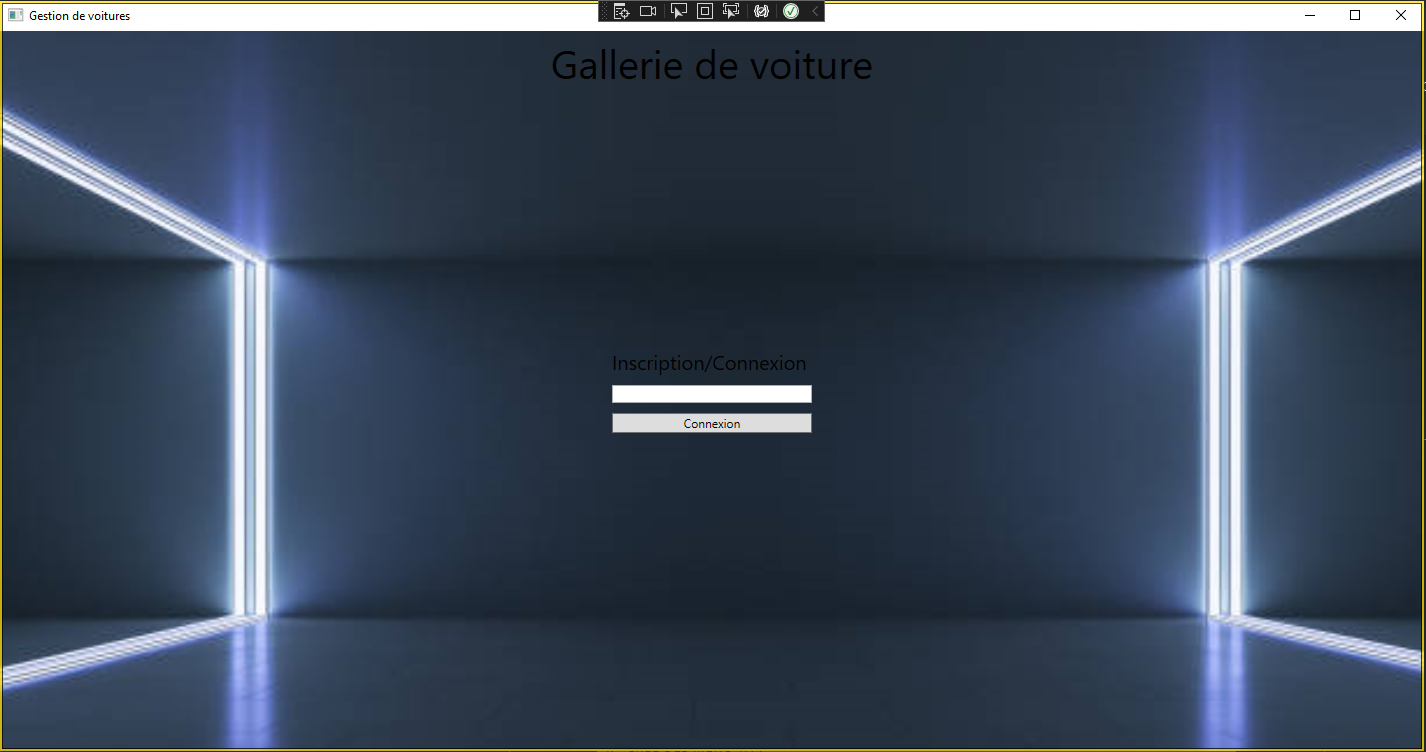 Gestion de voitures
Gallerie de voiture
Inscription/Connexion
Connexion